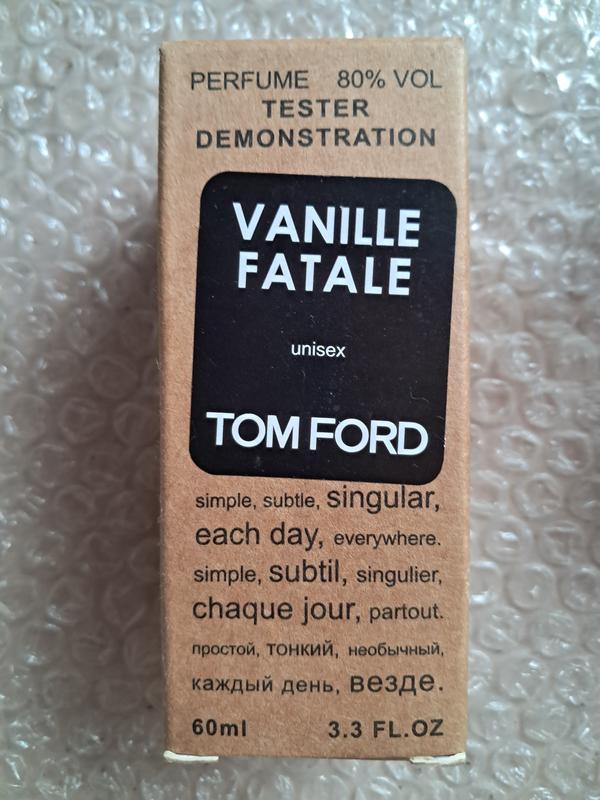 PERFUME 80% VOL
TESTER
DEMONSTRATION
VANILLE
FATALE
unisex
TOM FORD
simple, subtle, singular,
each day, everywhere.
simple, subtil, singulier,
chaque jour, partout.
простой, тонкий, необычный,
каждый день, везде.
60ml 3.3 FL.OZ